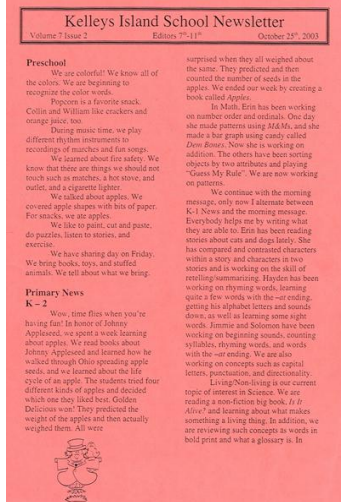 Kelleys Island School Newsletter
Volume 7 Issue 2 Editors 7th-11th October 25th, 2003
Preschool
We are colorful! We know all of
the colors. We are beginning to
recognize the color words.
Popcorn is a favorite snack.
Collin and William like crackers and
orange juice, too.
During music time, we play
different rhythm instruments to
recordings of marches and fun songs.
We learned about fire safety. We
know that there are things we should not
touch such as matches, a hot stove, and
outlet, and a cigarette lighter.
We talked about apples. We
covered apple shapes with bits of paper.
For snacks, we ate apples.
We like to paint, cut and paste,
do puzzles, listen to stories, and
exercise.
We have sharing day on Friday.
We bring books, toys, and stuffed
animals. We tell about what we bring.
Primary News
K – 2
Wow, time flies when you're
having fun! In honor of Johnny
Appleseed, we spent a week learning
about apples. We read books about
Johnny Appleseed and learned how he
walked through Ohio spreading apple
seeds, and we learned about the life
cycle of an apple. The students tried four
different kinds of apples and decided
which one they liked best. Golden
Delicious won! They predicted the
weight of the apples and then actually
weighed them. All were
surprised when they all weighed about
the same. They predicted and then
counted the number of seeds in the
apples. We ended our week by creating a
book called Apples.
In Math, Erin has been working
on number order and ordinals. One day
she made patterns using M&Ms, and she
made a bar graph using candy called
Dem Bones. Now she is working on
addition. The others have been sorting
objects by two attributes and playing
"Guess My Rule". We are now working
on patterns.
We continue with the morning
message, only now I alternate between
K-1 News and the morning message.
Everybody helps me by writing what
they are able to. Erin has been reading
stories about cats and dogs lately. She
has compared and contrasted characters
within a story and characters in two
stories and is working on the skill of
retelling/summarizing. Hayden has been
working on rhyming words, learning
quite a few words with the –at ending,
getting his alphabet letters and sounds
down, as well as learning some sight
words. Jimmie and Solomon have been
working on beginning sounds, counting
syllables, rhyming words, and words
with the –at ending. We are also
working on concepts such as capital
letters, punctuation, and directionality.
Living/Non-living is our current
topic of interest in Science. We are
reading a non-fiction big book, Is It
Alive? and learning about what makes
something a living thing. In addition, we
are reviewing such concepts as words in
bold print and what a glossary is. In